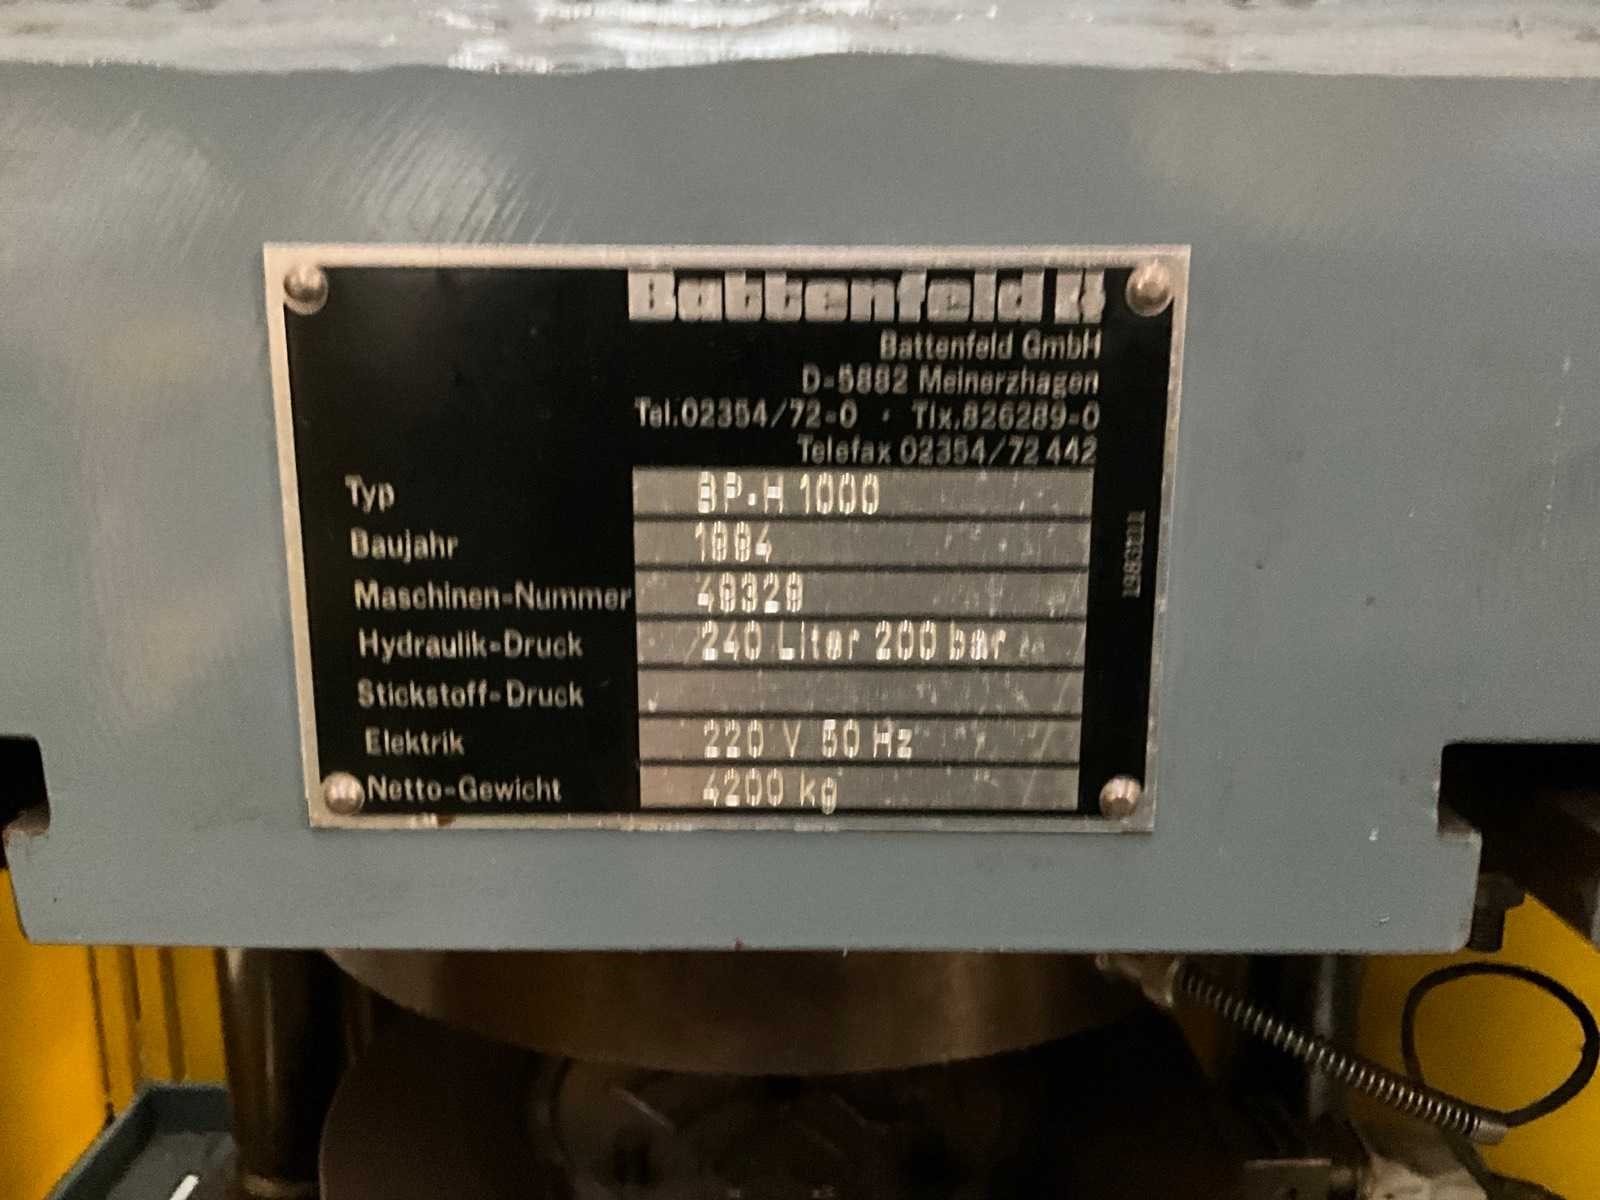 Battenfeld
Battenfeld GmbH
D-5882 Meinerzhagen
Tel.02354/72-0 · Tlx.826289-0
Telefax 02354/72 442
Typ BP-H 1000
Baujahr
Maschinen-Nummer
Hydraulik-Druck 240 Liter 200 bar
Stickstoff-Druck
Elektrik 220 V 50 Hz
Netto-Gewicht 4200 kg